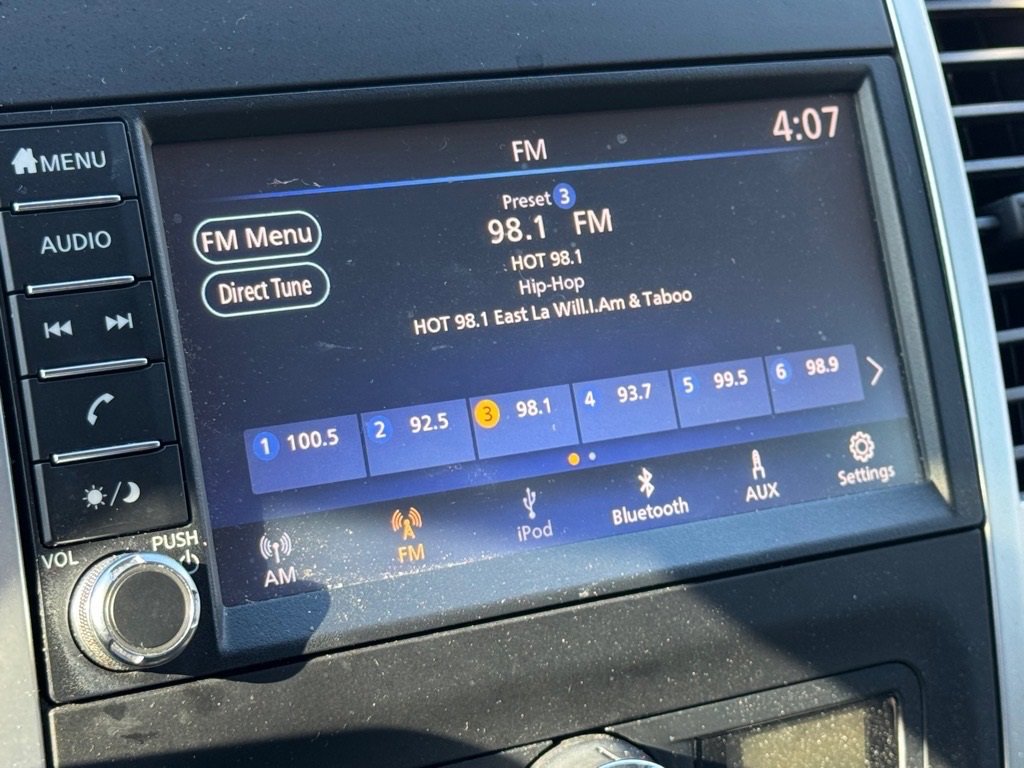 4:07
FM
MENU
AUDIO
FM Menu
Direct Tune
Preset 3
98.1 FM
HOT 98.1
Hip-Hop
HOT 98.1 East La Will.I.Am & Taboo
1 100.5 2 92.5 3 98.1 4 93.7 5 99.5 6 98.9
AM FM iPod Bluetooth AUX Settings
VOL PUSH